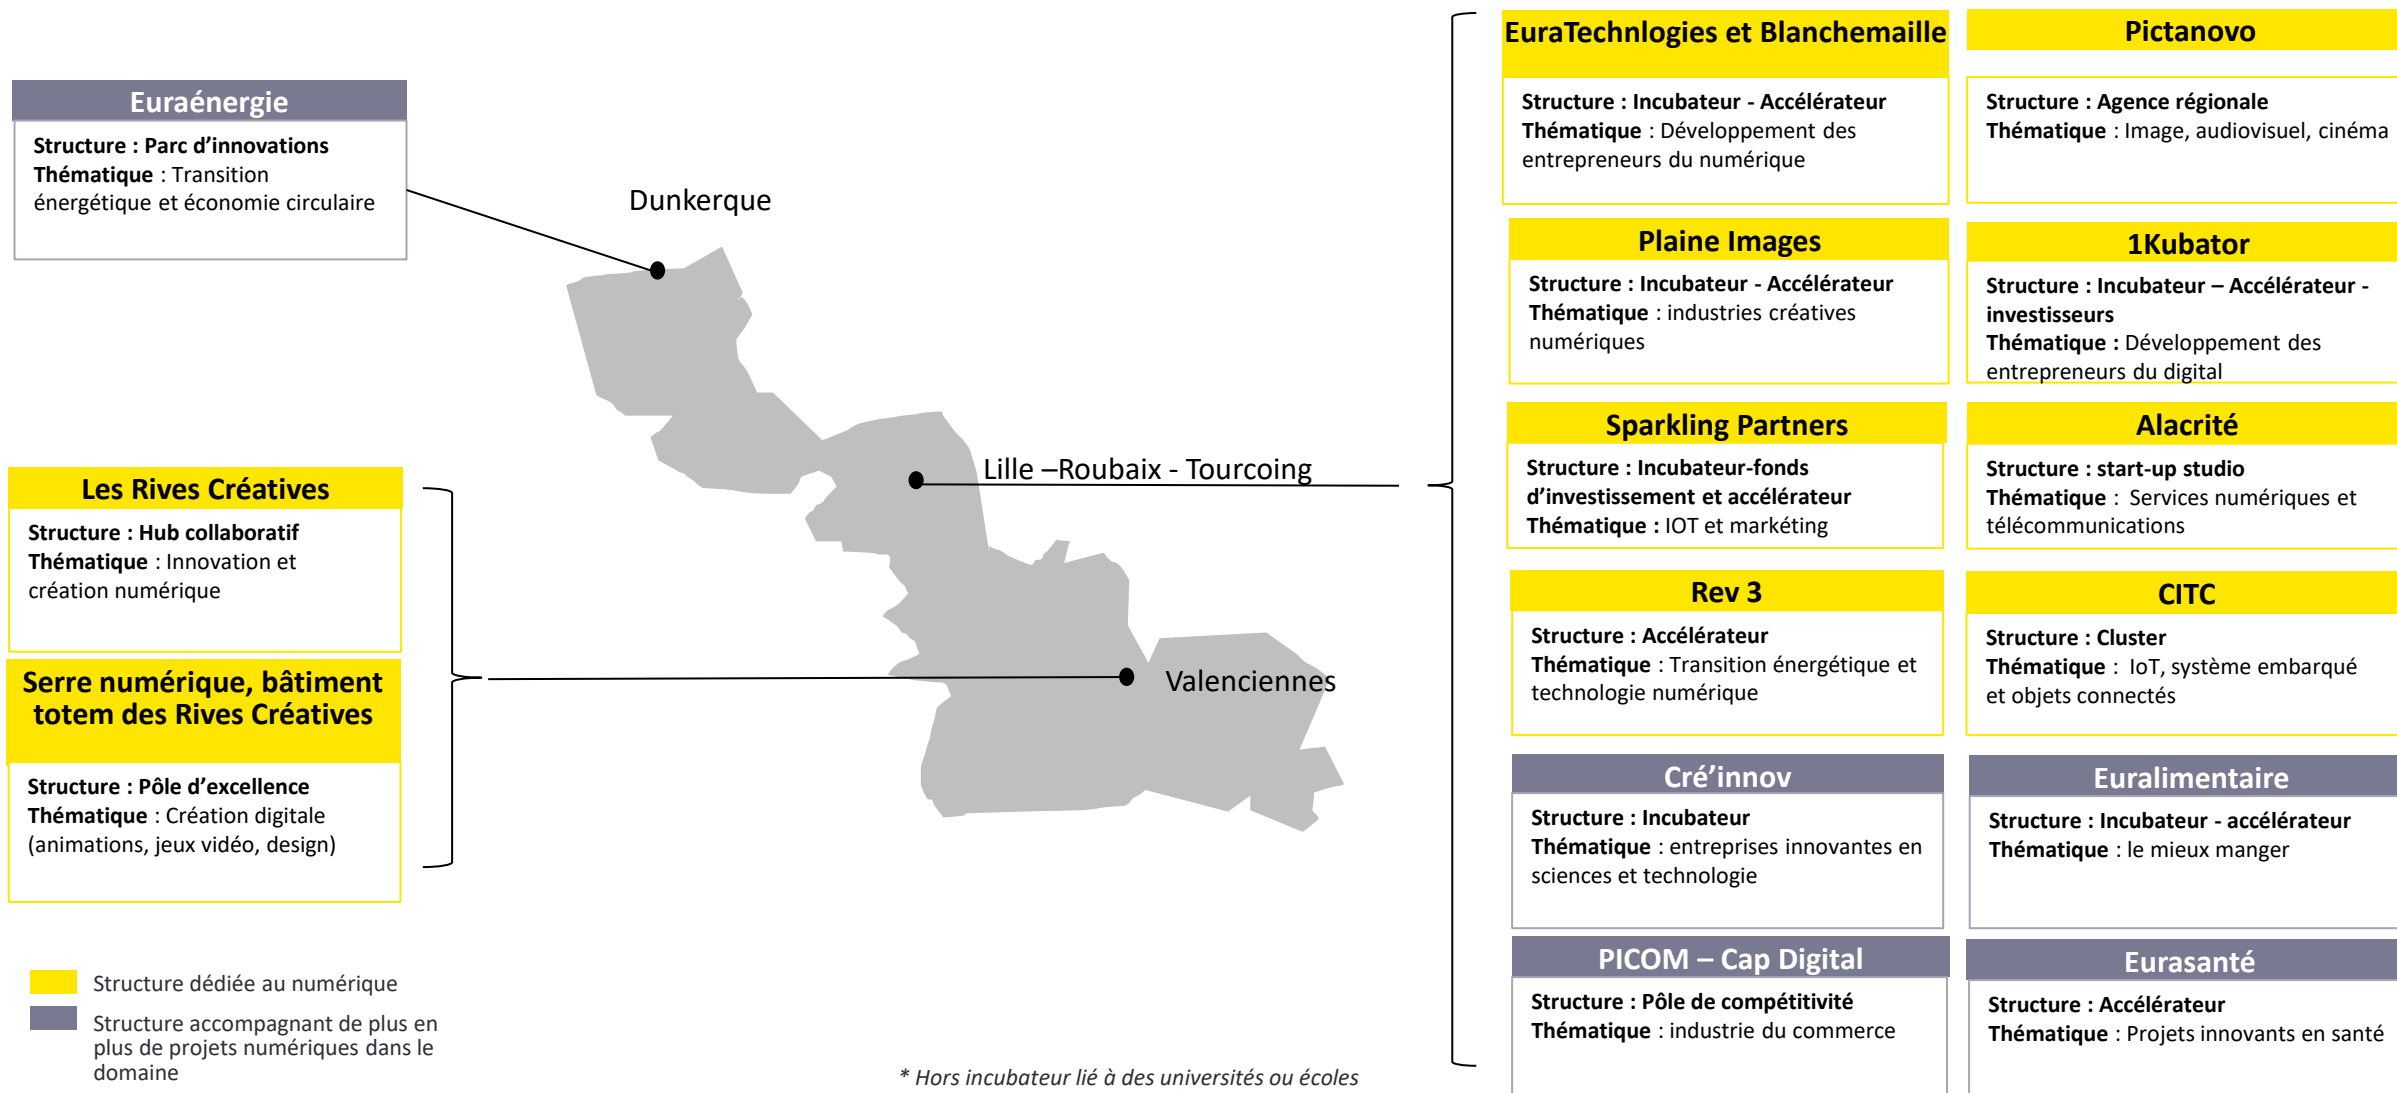 Euraénergie
Structure : Parc d’innovations
Thématique : Transition
énergétique et économie circulaire
Dunkerque
Les Rives Créatives
Structure : Hub collaboratif
Thématique : Innovation et
création numérique
Serre numérique, bâtiment
totem des Rives Créatives
Structure : Pôle d’excellence
Thématique : Création digitale
(animations, jeux vidéo, design)
Lille –Roubaix - Tourcoing
Valenciennes
EuraTechnlogies et Blanchemaille
Structure : Incubateur - Accélérateur
Thématique : Développement des
entrepreneurs du numérique
Pictanovo
Structure : Agence régionale
Thématique : Image, audiovisuel, cinéma
Plaine Images
Structure : Incubateur - Accélérateur
Thématique : industries créatives
numériques
1Kubator
Structure : Incubateur – Accélérateur -
investisseurs
Thématique : Développement des
entrepreneurs du digital
Sparkling Partners
Structure : Incubateur-fonds
d’investissement et accélérateur
Thématique : IOT et markéting
Alacrité
Structure : start-up studio
Thématique : Services numériques et
télécommunications
Rev 3
Structure : Accélérateur
Thématique : Transition énergétique et
technologie numérique
CITC
Structure : Cluster
Thématique : IoT, système embarqué
et objets connectés
Cré’innov
Structure : Incubateur
Thématique : entreprises innovantes en
sciences et technologie
Euralimentaire
Structure : Incubateur - accélérateur
Thématique : le mieux manger
PICOM – Cap Digital
Structure : Pôle de compétitivité
Thématique : industrie du commerce
Eurasanté
Structure : Accélérateur
Thématique : Projets innovants en santé
Structure dédiée au numérique
Structure accompagnant de plus en
plus de projets numériques dans le
domaine
* Hors incubateur lié à des universités ou écoles